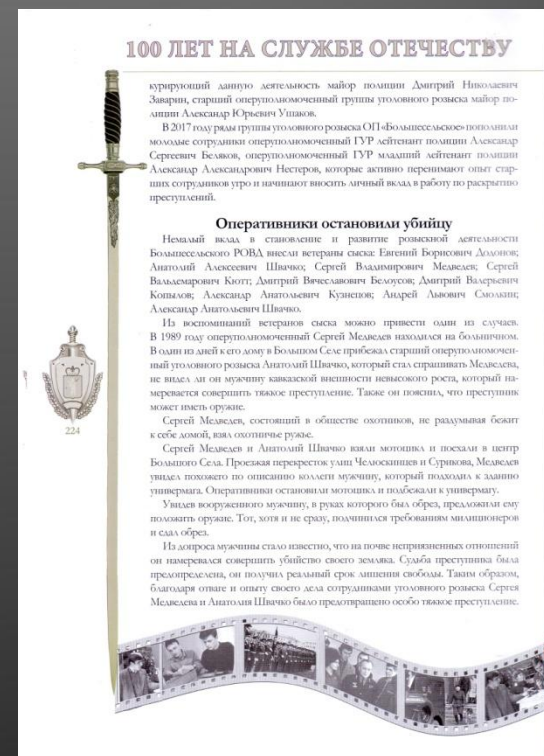 100 ЛЕТ НА СЛУЖБЕ ОТЕЧЕСТВУ
курирующий данную деятельность майор полиции Дмитрий Николаевич
Заварин, старший оперуполномоченный группы уголовного розыска майор по-
лиции Александр Юрьевич Ушаков.
В 2017 году ряды группы уголовного розыска ОП «Большесельское» пополнили
молодые сотрудники оперуполномоченный ГУР лейтенант полиции Александр
Сергеевич Беляков, оперуполномоченный ГУР младший лейтенант полиции
Александр Александрович Нестеров, которые активно перенимают опыт стар-
ших сотрудников угро и начинают вносить личный вклад в работу по раскрытию
преступлений.
Оперативники остановили убийцу
Немалый вклад в становление и развитие розыскной деятельности
Большесельского РОВД внесли ветераны сыска: Евгений Борисович Додонов;
Анатолий Алексеевич Швачко; Сергей Владимирович Медведев; Сергей
Вальдемарович Кютт; Дмитрий Вячеславович Белоусов; Дмитрий Валерьевич
Копылов; Александр Анатольевич Кузнецов; Андрей Львович Смолкин;
Александр Анатольевич Швачко.
Из воспоминаний ветеранов сыска можно привести один из случаев.
В 1989 году оперуполномоченный Сергей Медведев находился на больничном.
В один из дней к его дому в Большом Селе прибежал старший оперуполномочен-
ный уголовного розыска Анатолий Швачко, который стал спрашивать Медведева,
не видел ли он мужчину кавказской внешности невысокого роста, который на-
меревается совершить тяжкое преступление. Также он пояснил, что преступник
может иметь оружие.
Сергей Медведев, состоящий в обществе охотников, не раздумывая бежит
к себе домой, взял охотничье ружье.
Сергей Медведев и Анатолий Швачко взяли мотоцикл и поехали в центр
Большого Села. Проезжая перекресток улиц Челюскинцев и Сурикова, Медведев
увидел похожего по описанию коллеги мужчину, который подходил к зданию
универмага. Оперативники остановили мотоцикл и подбежали к универмагу.
Увидев вооруженного мужчину, в руках которого был обрез, предложили ему
положить оружие. Тот, хотя и не сразу, подчинился требованиям милиционеров
и сдал обрез.
Из допроса мужчины стало известно, что на почве неприязненных отношений
он намеревался совершить убийство своего земляка. Судьба преступника была
предопределена, он получил реальный срок лишения свободы. Таким образом,
благодаря отваге и опыту своего дела сотрудниками уголовного розыска Сергея
Медведева и Анатолия Швачко было предотвращено особо тяжкое преступление.
224